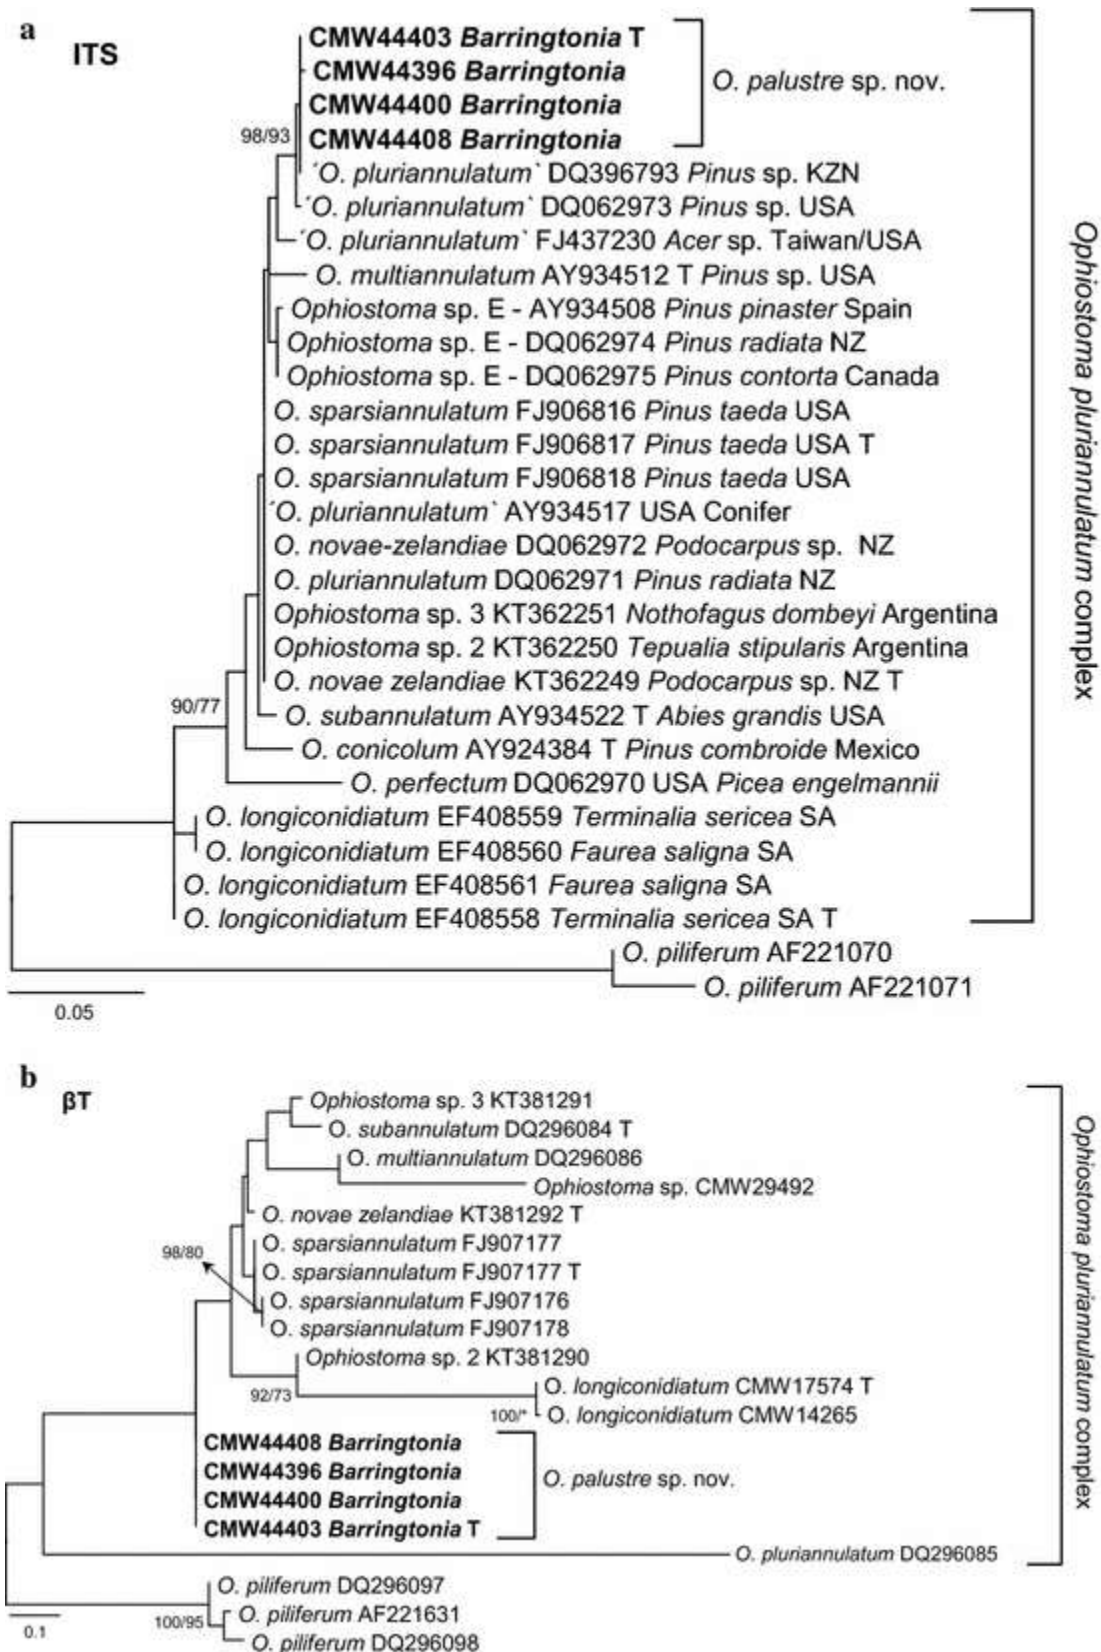 a
ITS
CMW44403 Barringtonia T
CMW44396 Barringtonia
CMW44400 Barringtonia
CMW44408 Barringtonia
O. palustre sp. nov.
98/93
´O. pluriannulatum` DQ396793 Pinus sp. KZN
´O. pluriannulatum` DQ062973 Pinus sp. USA
´O. pluriannulatum` FJ437230 Acer sp. Taiwan/USA
O. multiannulatum AY934512 T Pinus sp. USA
Ophiostoma sp. E - AY934508 Pinus pinaster Spain
Ophiostoma sp. E - DQ062974 Pinus radiata NZ
Ophiostoma sp. E - DQ062975 Pinus contorta Canada
O. sparsiannulatum FJ906816 Pinus taeda USA
O. sparsiannulatum FJ906817 Pinus taeda USA T
O. sparsiannulatum FJ906818 Pinus taeda USA
´O. pluriannulatum` AY934517 USA Conifer
O. novae-zelandiae DQ062972 Podocarpus sp. NZ
O. pluriannulatum DQ062971 Pinus radiata NZ
Ophiostoma sp. 3 KT362251 Nothofagus dombeyi Argentina
Ophiostoma sp. 2 KT362250 Tepualia stipularis Argentina
O. novae zelandiae KT362249 Podocarpus sp. NZ T
90/77
O. subannulatum AY934522 T Abies grandis USA
O. conicolum AY924384 T Pinus combroide Mexico
O. perfectum DQ062970 USA Picea engelmannii
O. longiconidiatum EF408559 Terminalia sericea SA
O. longiconidiatum EF408560 Faurea saligna SA
O. longiconidiatum EF408561 Faurea saligna SA
O. longiconidiatum EF408558 Terminalia sericea SA T
O. piliferum AF221070
O. piliferum AF221071
0.05
Ophiostoma pluriannulatum complex
b
βT
Ophiostoma sp. 3 KT381291
O. subannulatum DQ296084 T
O. multiannulatum DQ296086
Ophiostoma sp. CMW29492
O. novae zelandiae KT381292 T
O. sparsiannulatum FJ907177
98/80
O. sparsiannulatum FJ907177 T
O. sparsiannulatum FJ907176
O. sparsiannulatum FJ907178
Ophiostoma sp. 2 KT381290
92/73
O. longiconidiatum CMW17574 T
100/*
O. longiconidiatum CMW14265
CMW44408 Barringtonia
CMW44396 Barringtonia
CMW44400 Barringtonia
CMW44403 Barringtonia T
O. palustre sp. nov.
O. pluriannulatum DQ296085
O. piliferum DQ296097
100/95
O. piliferum AF221631
O. piliferum DQ296098
0.1
Ophiostoma pluriannulatum complex